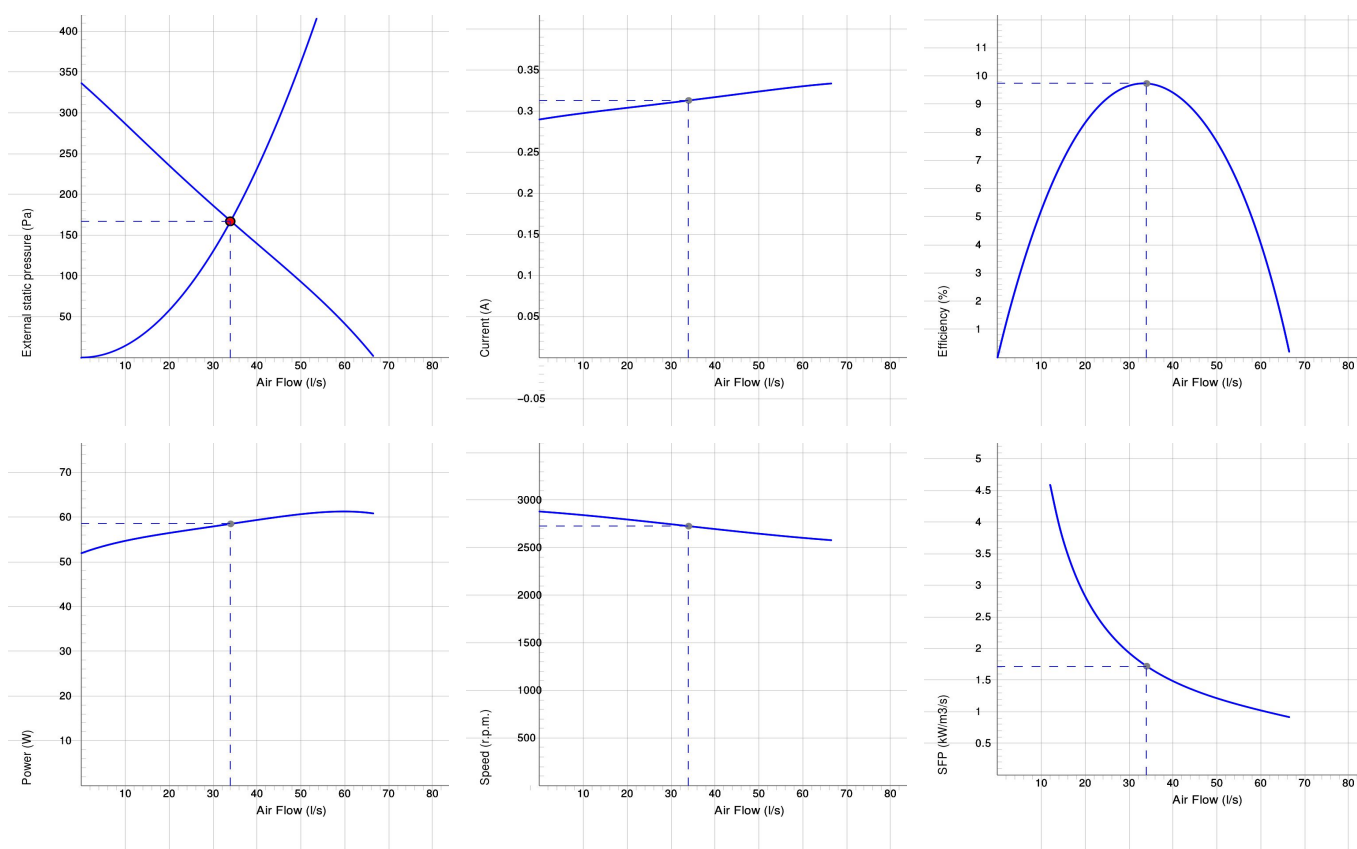 400
350
300
250
200
150
100
50
External static pressure (Pa)
10 20 30 40 50 60 70 80
Air Flow (l/s)
0.35
0.3
0.25
0.2
0.15
0.1
0.05
−0.05
Current (A)
10 20 30 40 50 60 70 80
Air Flow (l/s)
11
10
9
8
7
6
5
4
3
2
1
Efficiency (%)
10 20 30 40 50 60 70 80
Air Flow (l/s)
70
60
50
40
30
20
10
Power (W)
10 20 30 40 50 60 70 80
Air Flow (l/s)
3000
2500
2000
1500
1000
500
Speed (r.p.m.)
10 20 30 40 50 60 70 80
Air Flow (l/s)
5
4.5
4
3.5
3
2.5
2
1.5
1
0.5
SFP (kW/m3/s)
10 20 30 40 50 60 70 80
Air Flow (l/s)